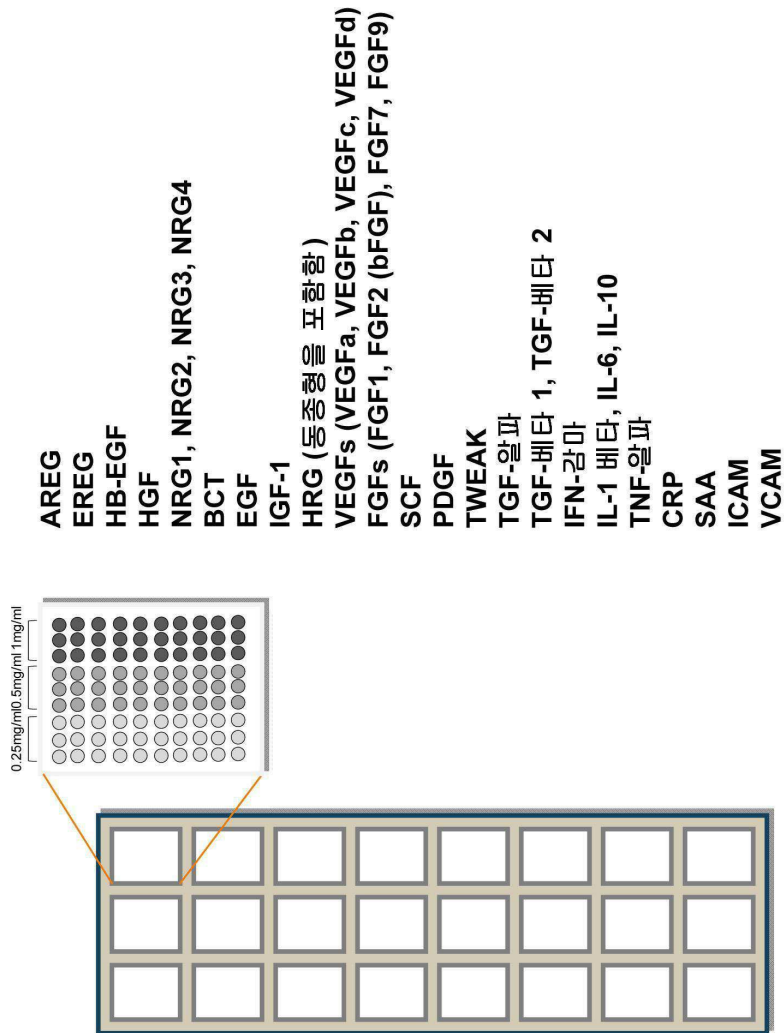 0.25mg/ml0.5mg/ml 1mg/ml
AREG
EREG
HB-EGF
HGF
NRG1, NRG2, NRG3, NRG4
BCT
EGF
IGF-1
HRG (동종형을 포함함)
VEGFs (VEGFa, VEGFb, VEGFc, VEGFd)
FGFs (FGF1, FGF2 (bFGF), FGF7, FGF9)
SCF
PDGF
TWEAK
TGF-알파
TGF-베타 1, TGF-베타 2
IFN-감마
IL-1 베타, IL-6, IL-10
TNF-알파
CRP
SAA
ICAM
VCAM